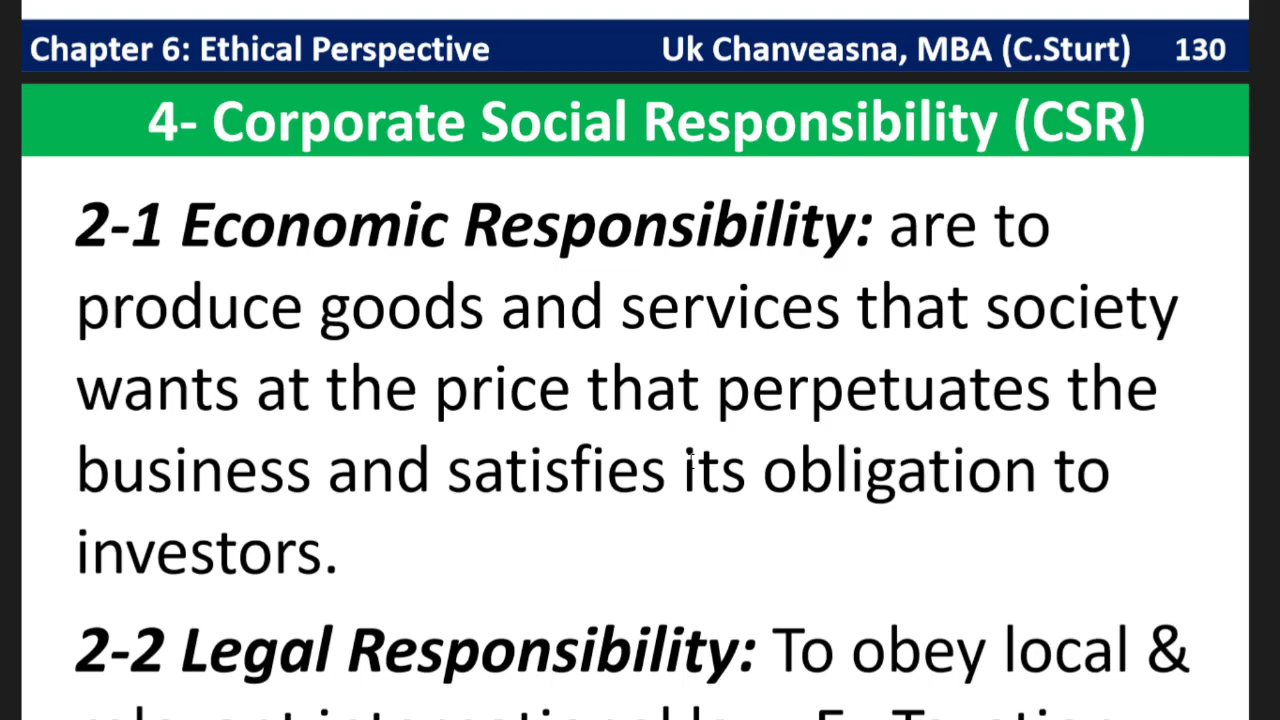 Chapter 6: Ethical Perspective Uk Chanveasna, MBA (C.Sturt) 130
4- Corporate Social Responsibility (CSR)
2-1 Economic Responsibility: are to
produce goods and services that society
wants at the price that perpetuates the
business and satisfies its obligation to
investors.
2-2 Legal Responsibility: To obey local &